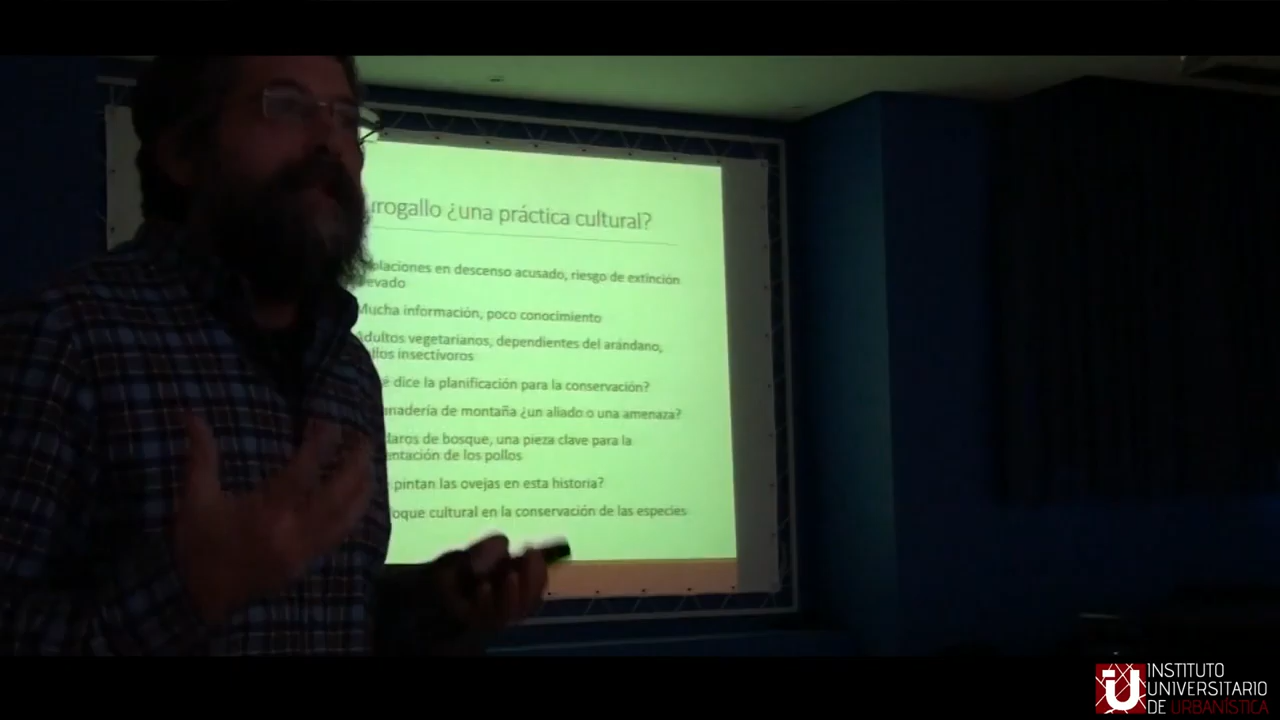 rrogallo ¿una práctica cultural?
laciones en descenso acusado, riesgo de extinción
evado
Mucha información, poco conocimiento
Adultos vegetarianos, dependientes del arándano,
llos insectívoros
é dice la planificación para la conservación?
anadería de montaña ¿un aliado o una amenaza?
laros de bosque, una pieza clave para la
entación de los pollos
pintan las ovejas en esta historia?
oque cultural en la conservación de las especies
INSTITUTO
UNIVERSITARIO
DE URBANÍSTICA